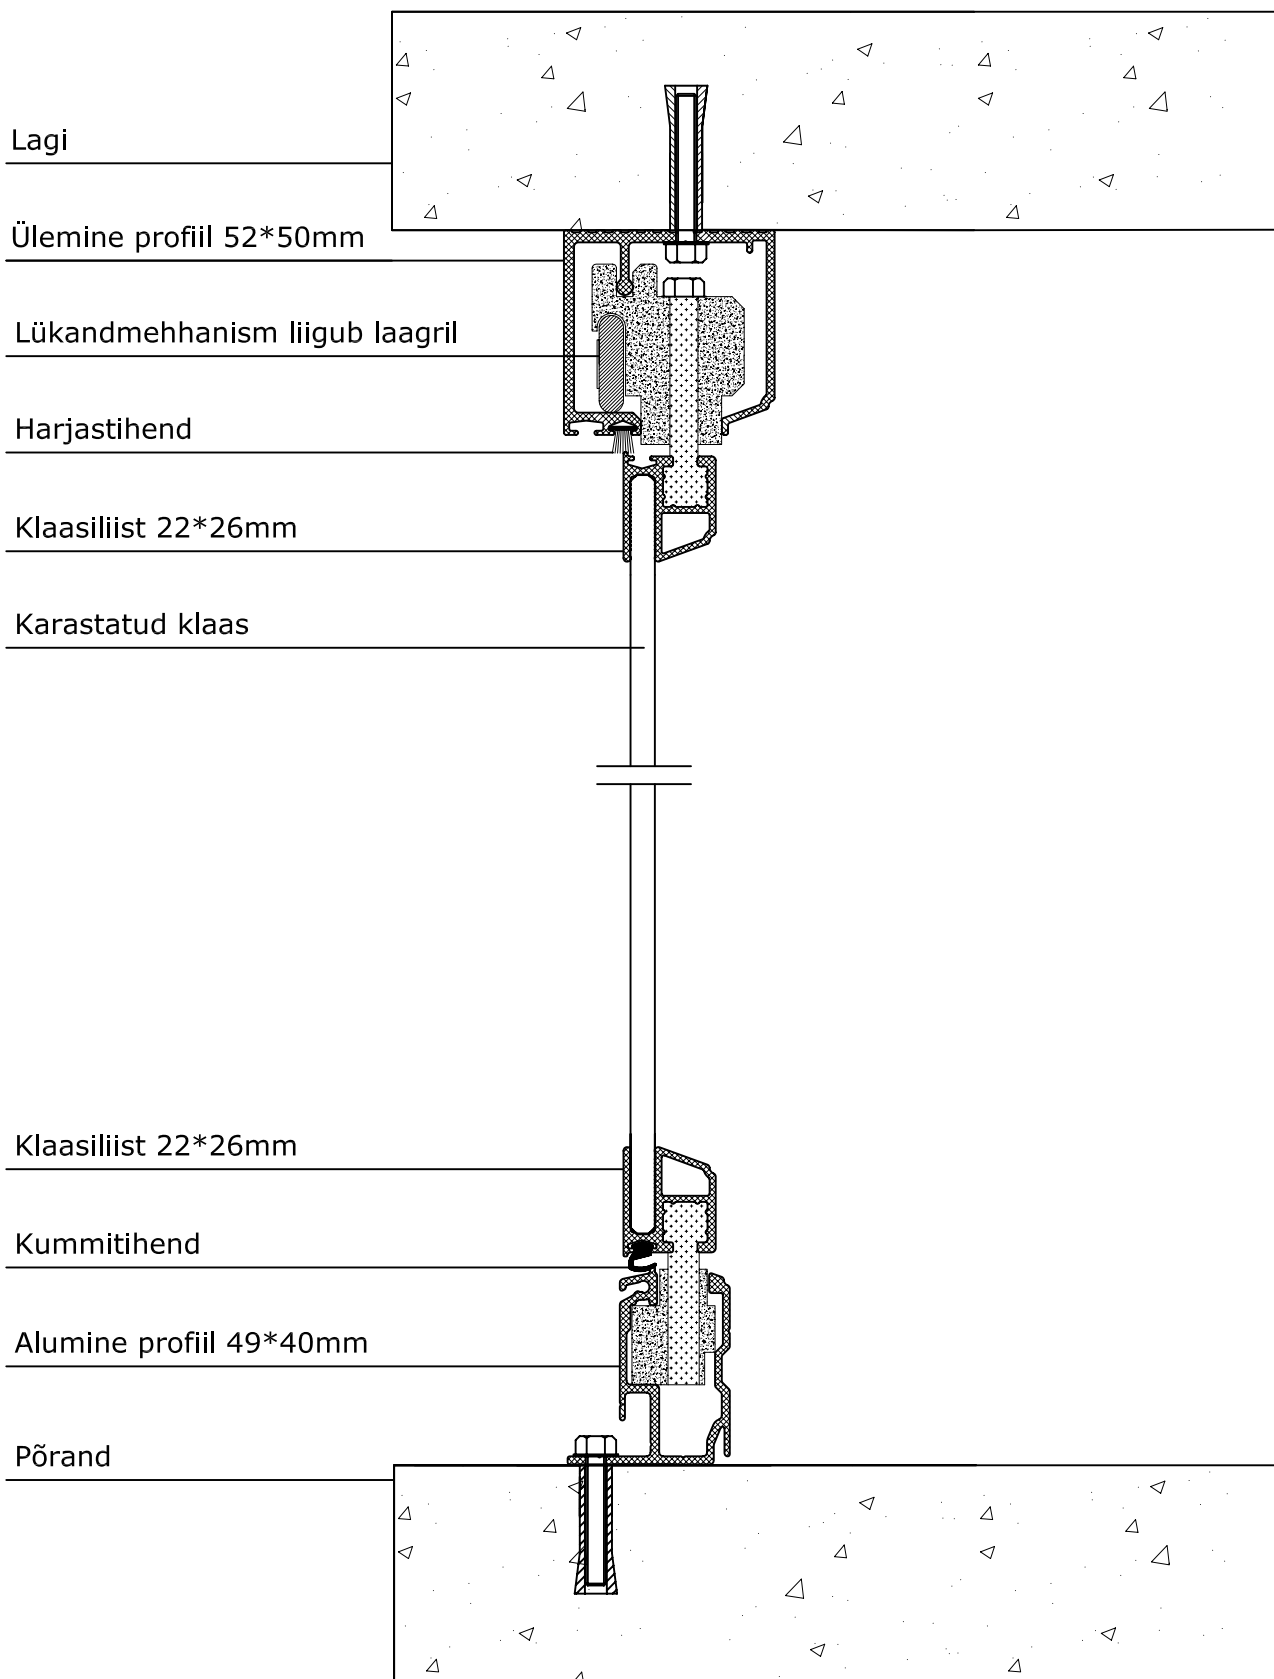 Lagi
Ülemine profiil 52*50mm
Lükandmehhanism liigub laagril
Harjastihend
Klaasiliist 22*26mm
Karastatud klaas
Klaasiliist 22*26mm
Kummitihend
Alumine profiil 49*40mm
Põrand